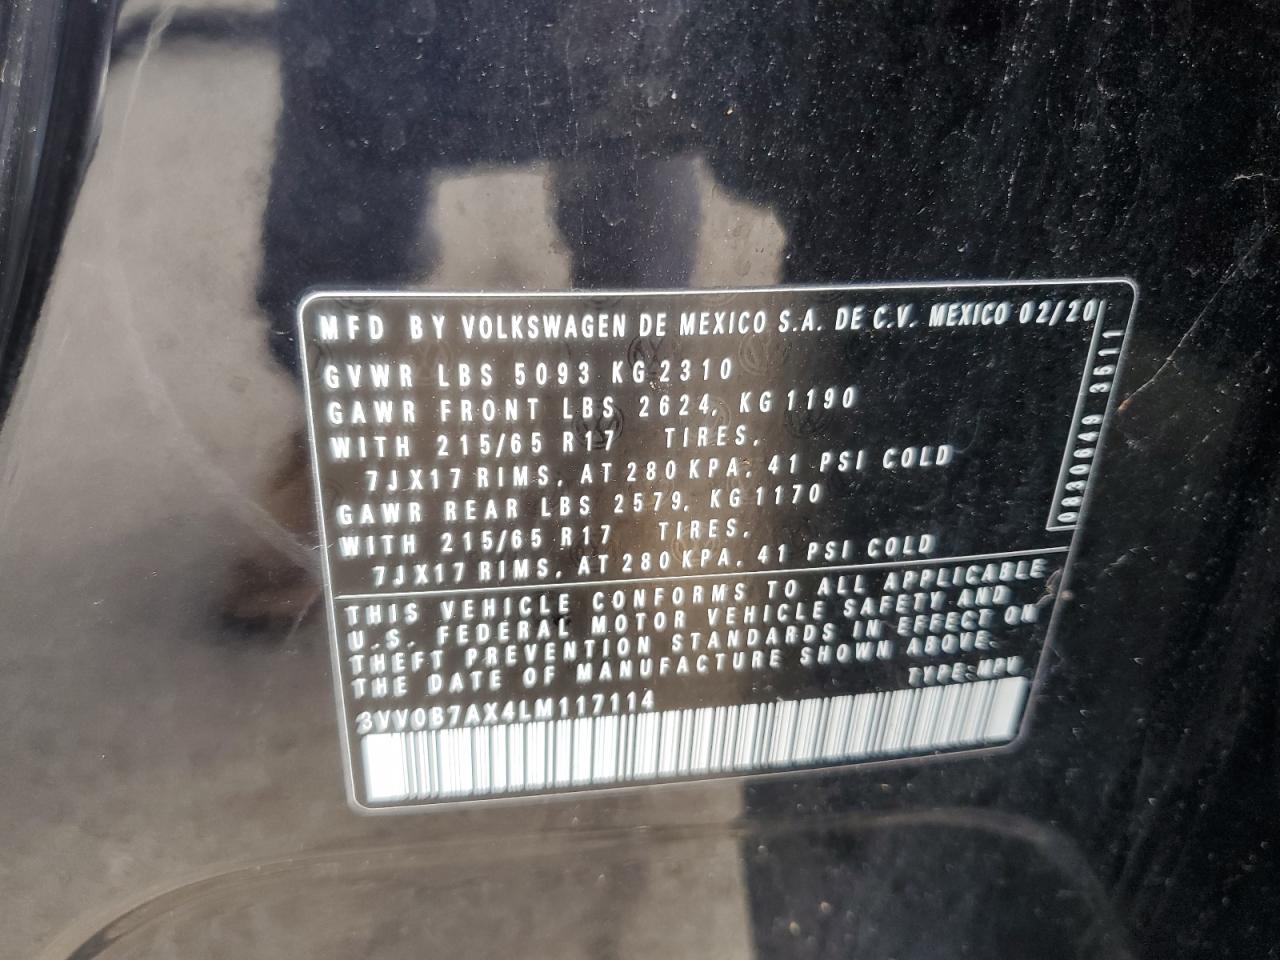 MFD BY VOLKSWAGEN DE MEXICO S.A. DE C.V. MEXICO 02/20
GVWR LBS 5093 KG 2310
GAWR FRONT LBS 2624, KG 1190
WITH 215/65 R17 TIRES,
7JX17 RIMS, AT 280 KPA, 41 PSI COLD
GAWR REAR LBS 2579, KG 1170
WITH 215/65 R17 TIRES,
7JX17 RIMS, AT 280 KPA, 41 PSI COLD
0830649 3611
THIS VEHICLE CONFORMS TO ALL APPLICABLE
U.S. FEDERAL MOTOR VEHICLE SAFETY AND
THEFT PREVENTION STANDARDS IN EFFECT ON
THE DATE OF MANUFACTURE SHOWN ABOVE.
TYPE:MPV
3VV0B7AX4LM117114